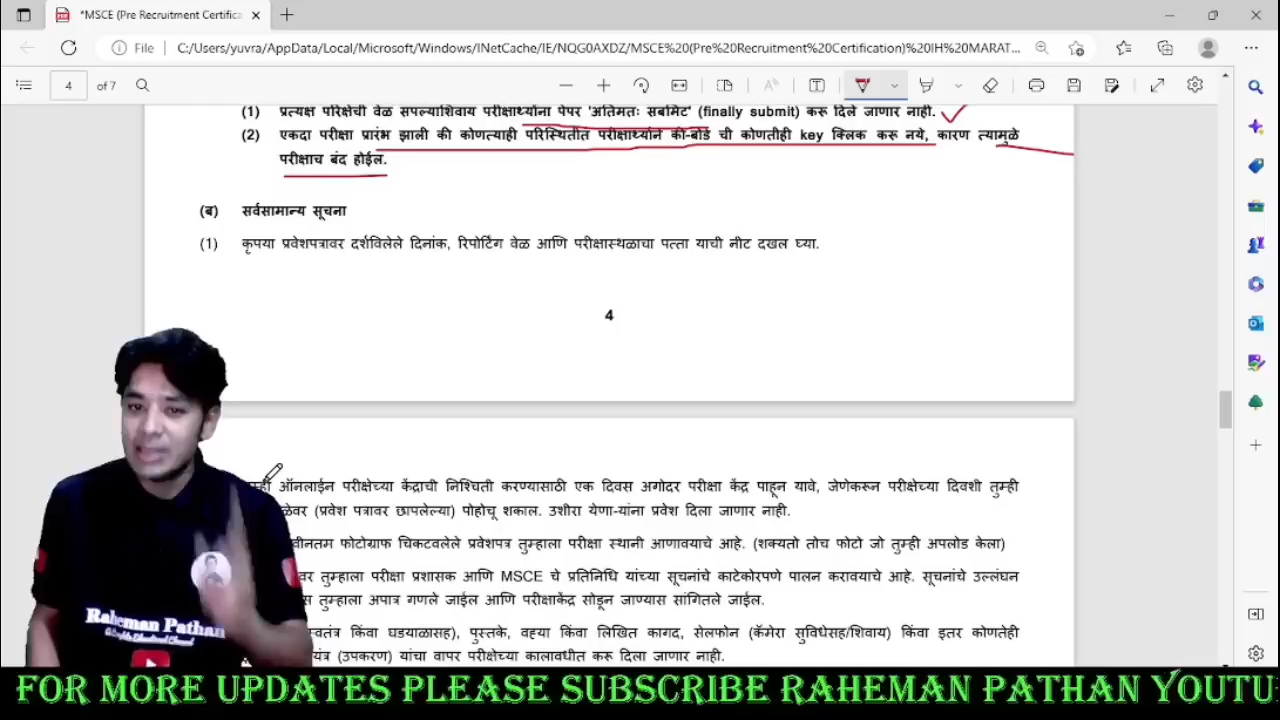 *MSCE (Pre Recruitment Certifica
File
C:/Users/yuvra/AppData/Local/Microsoft/Windows/INetCache/IE/NQG0AXDZ/MSCE%20(Pre%20Recruitment%20Certification)%20IH%20MARAT...
4 of 7
(1) प्रत्यक्ष परिक्षेची वेळ संपल्याशिवाय परीक्षार्थ्यांना पेपर 'अंतिमतः सबमिट' (finally submit) करू दिले जाणार नाही.
(2) एकदा परीक्षा प्रारंभ झाली की कोणत्याही परिस्थितीत परीक्षार्थ्याने की-बोर्ड ची कोणतीही key क्लिक करू नये, कारण त्यामुळे
परीक्षाच बंद होईल.
(ब) सर्वसामान्य सूचना
(1) कृपया प्रवेशपत्रावर दर्शविलेले दिनांक, रिपोर्टिंग वेळ आणि परीक्षास्थळाचा पत्ता याची नीट दखल घ्या.
4
ऑनलाईन परीक्षेच्या केंद्राची निश्चिती करण्यासाठी एक दिवस अगोदर परीक्षा केंद्र पाहून यावे, जेणेकरून परीक्षेच्या दिवशी तुम्ही
(प्रवेश पत्रावर छापलेल्या) पोहोचू शकाल. उशीरा येणा-यांना प्रवेश दिला जाणार नाही.
फोटोग्राफ चिकटवलेले प्रवेशपत्र तुम्हाला परीक्षा स्थानी आणावयाचे आहे. (शक्यतो तोच फोटो जो तुम्ही अपलोड केला)
तुम्हाला परीक्षा प्रशासक आणि MSCE चे प्रतिनिधि यांच्या सूचनांचे काटेकोरपणे पालन करावयाचे आहे. सूचनांचे उल्लंघन
तुम्हाला अपात्र गणले जाईल आणि परीक्षाकेंद्र सोडून जाण्यास सांगितले जाईल.
किंवा घडयाळासह), पुस्तके, वह्या किंवा लिखित कागद, सेलफोन (कॅमेरा सुविधेसह/शिवाय) किंवा इतर कोणतेही
(उपकरण) यांचा वापर परीक्षेच्या कालावधीत करू दिला जाणार नाही.
Raheman Pathan
FOR MORE UPDATES PLEASE SUBSCRIBE RAHEMAN PATHAN YOUTU